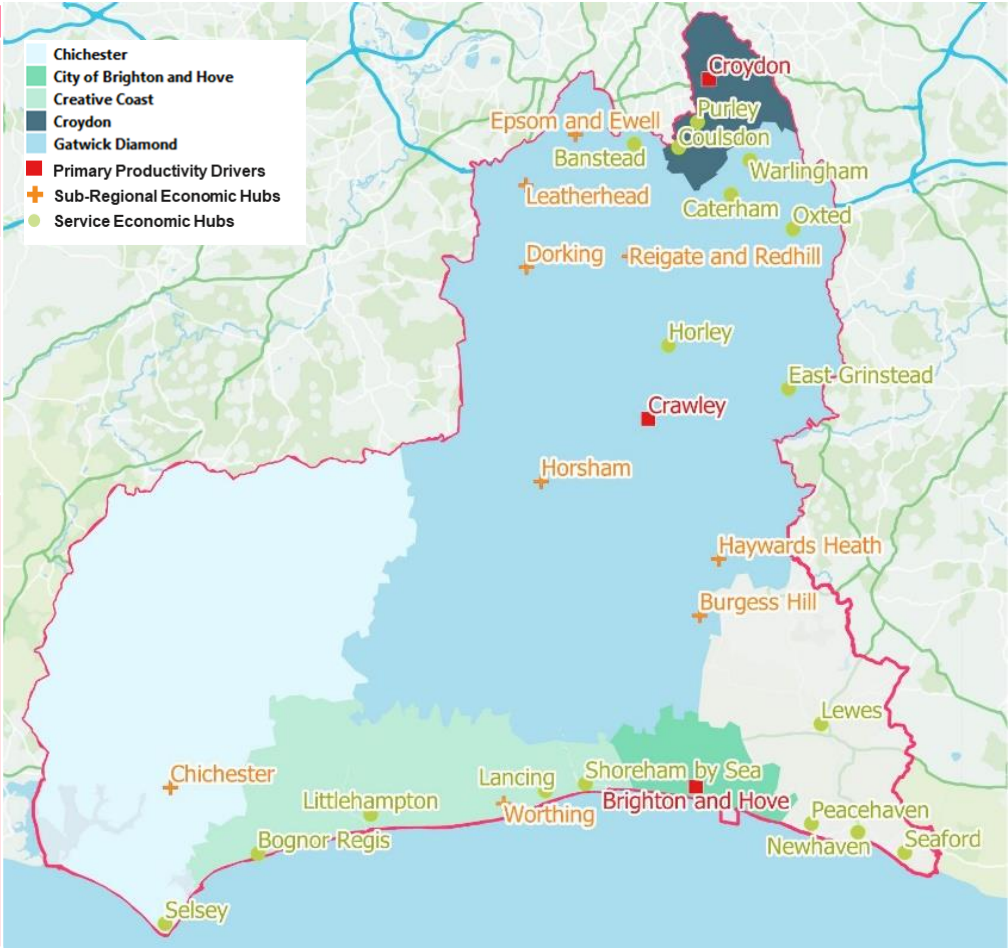 Chichester
City of Brighton and Hove
Creative Coast
Croydon
Gatwick Diamond
Primary Productivity Drivers
Sub-Regional Economic Hubs
Service Economic Hubs
Croydon
Purley
Epsom and Ewell
Coulsdon
Banstead
Warlingham
Leatherhead
Caterham
Oxted
Dorking
Reigate and Redhill
Horley
East Grinstead
Crawley
Horsham
Haywards Heath
Burgess Hill
Lewes
Chichester
Lancing
Shoreham by Sea
Littlehampton
Brighton and Hove
Worthing
Peacehaven
Bognor Regis
Newhaven
Seaford
Selsey